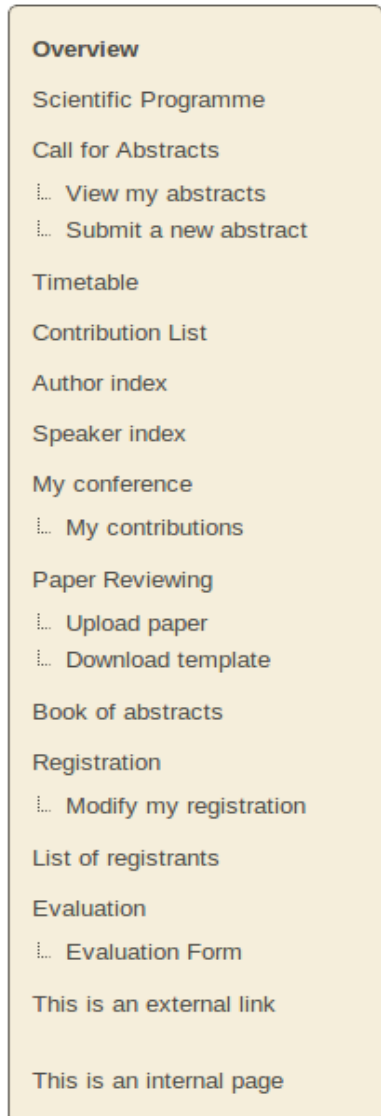 Overview
Scientific Programme
Call for Abstracts
View my abstracts
Submit a new abstract
Timetable
Contribution List
Author index
Speaker index
My conference
My contributions
Paper Reviewing
Upload paper
Download template
Book of abstracts
Registration
Modify my registration
List of registrants
Evaluation
Evaluation Form
This is an external link
This is an internal page